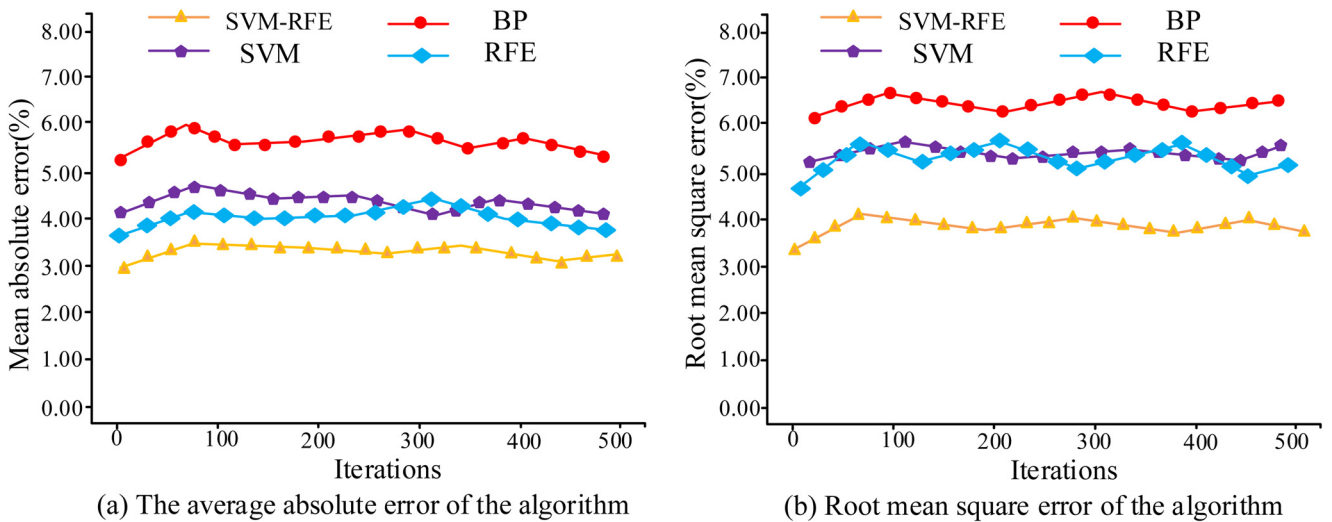 SVM-RFE BP
SVM RFE
8.00
7.00
6.00
5.00
4.00
3.00
2.00
1.00
0.00
Mean absolute error(%)
0 100 200 300 400 500
Iterations
(a) The average absolute error of the algorithm
SVM-RFE BP
SVM RFE
8.00
7.00
6.00
5.00
4.00
3.00
2.00
1.00
0.00
Root mean square error(%)
0 100 200 300 400 500
Iterations
(b) Root mean square error of the algorithm